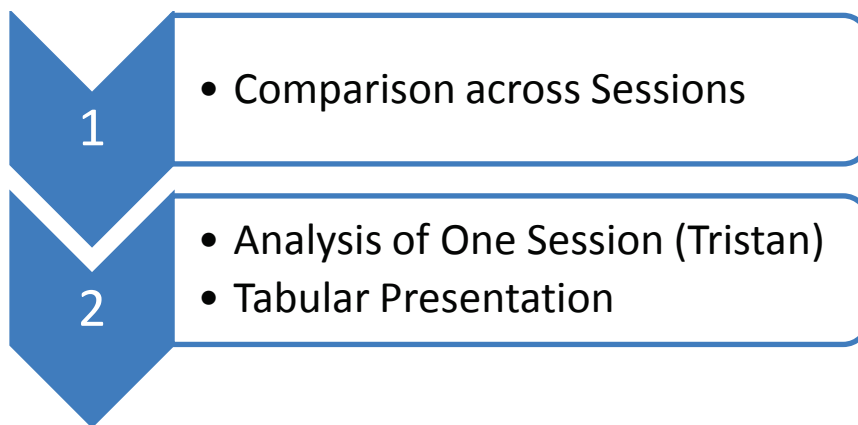 1
• Comparison across Sessions
2
• Analysis of One Session (Tristan)
• Tabular Presentation